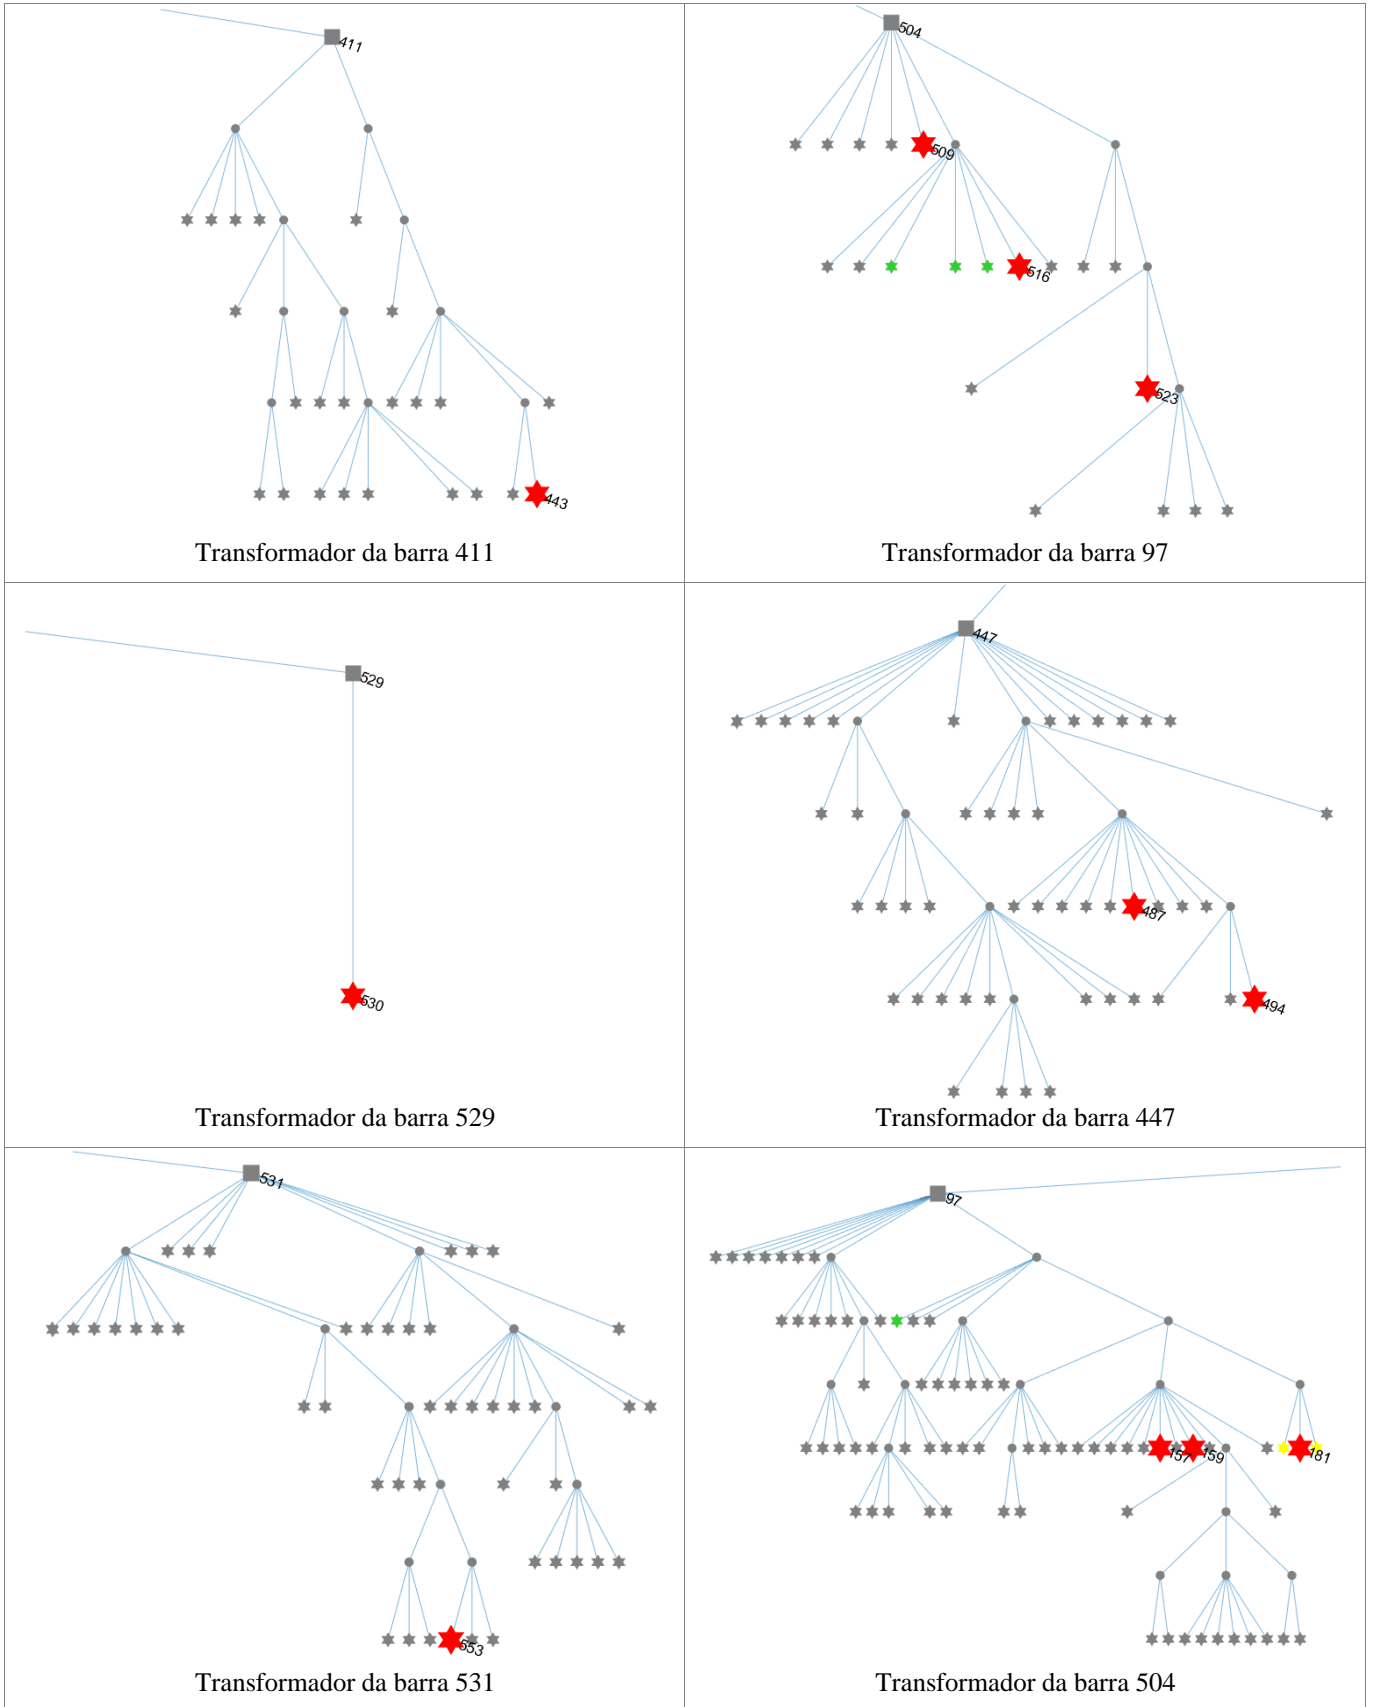 411
443
Transformador da barra 411
504
509
516
523
Transformador da barra 97
529
530
Transformador da barra 529
447
487
494
Transformador da barra 447
531
553
Transformador da barra 531
97
157
159
181
Transformador da barra 504